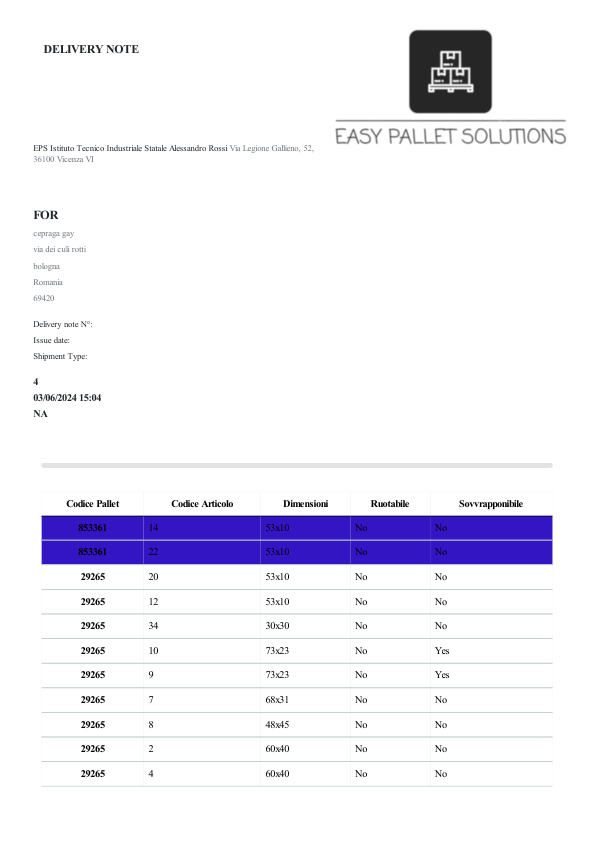 DELIVERY NOTE
EASY PALLET SOLUTIONS
EPS Istituto Tecnico Industriale Statale Alessandro Rossi Via Legione Gallieno, 52,
36100 Vicenza VI
FOR
cepraga gay
via dei culi rotti
bologna
Romania
69420
Delivery note N°:
Issue date:
Shipment Type:
4
03/06/2024 15:04
NA
Codice Pallet Codice Articolo Dimensioni Ruotabile Sovvrapponibile
853361 14 53x10 No No
853361 22 53x10 No No
29265 20 53x10 No No
29265 12 53x10 No No
29265 34 30x30 No No
29265 10 73x23 No Yes
29265 9 73x23 No Yes
29265 7 68x31 No No
29265 8 48x45 No No
29265 2 60x40 No No
29265 4 60x40 No No